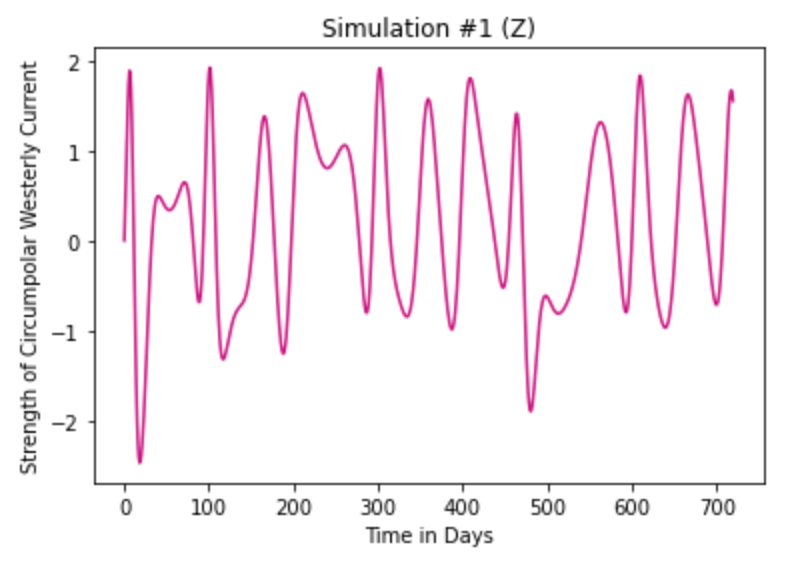 Simulation #1 (Z)
Strength of Circumpolar Westerly Current
2
1
0
−1
−2
0 100 200 300 400 500 600 700
Time in Days